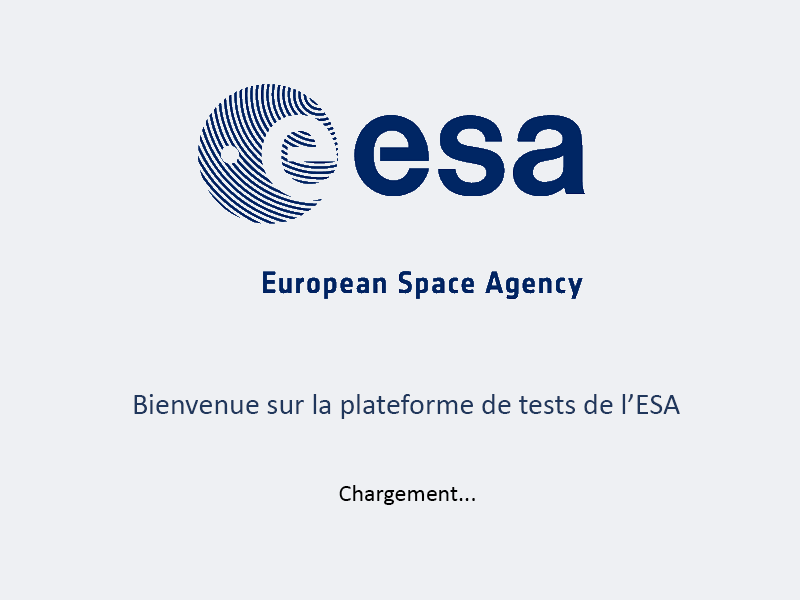 esa
European Space Agency
Bienvenue sur la plateforme de tests de l’ESA
Chargement...